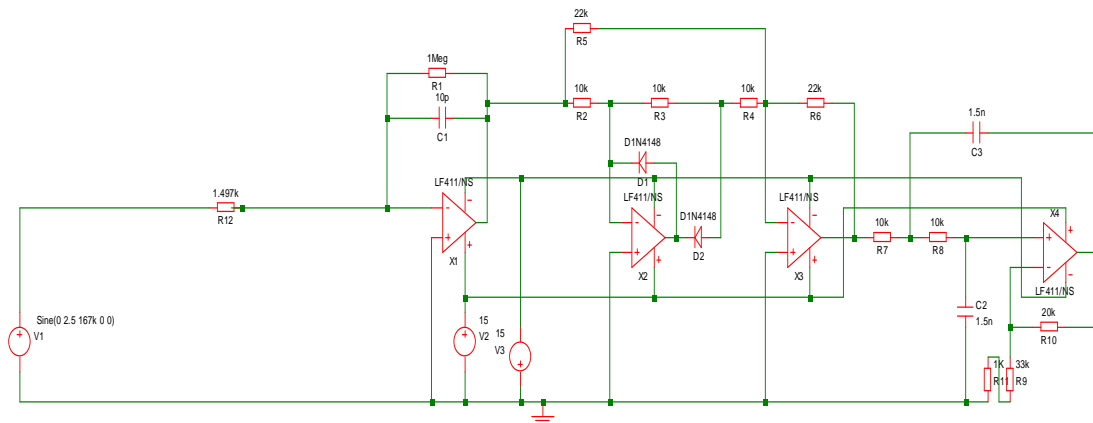 22k
R5
1Meg
R1
10p
C1
10k
R2
10k
R3
10k
R4
22k
R6
1.5n
C3
D1N4148
D1
LF411/NS
-
+
X1
LF411/NS
-
+
X2
D1N4148
D2
LF411/NS
-
+
X3
1.497k
R12
10k
R7
10k
R8
X4
+
-
LF411/NS
C2
1.5n
20k
R10
1K
R11
33k
R9
Sine(0 2.5 167k 0 0)
V1
15
V2
15
V3